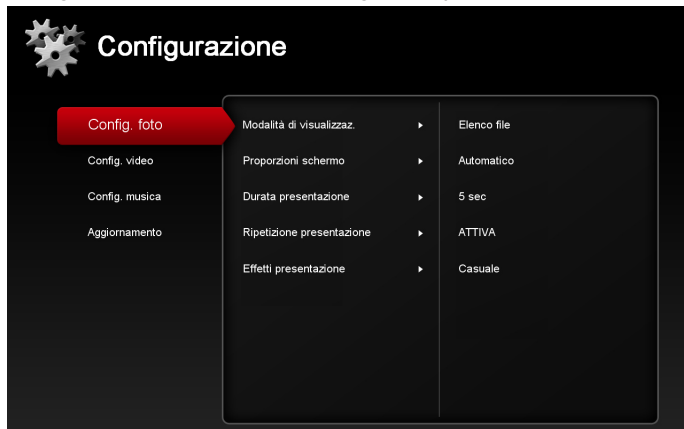 Configurazione
Config. foto
Modalità di visualizzaz.
Elenco file
Config. video
Proporzioni schermo
Automatico
Config. musica
Durata presentazione
5 sec
Aggiornamento
Ripetizione presentazione
ATTIVA
Effetti presentazione
Casuale